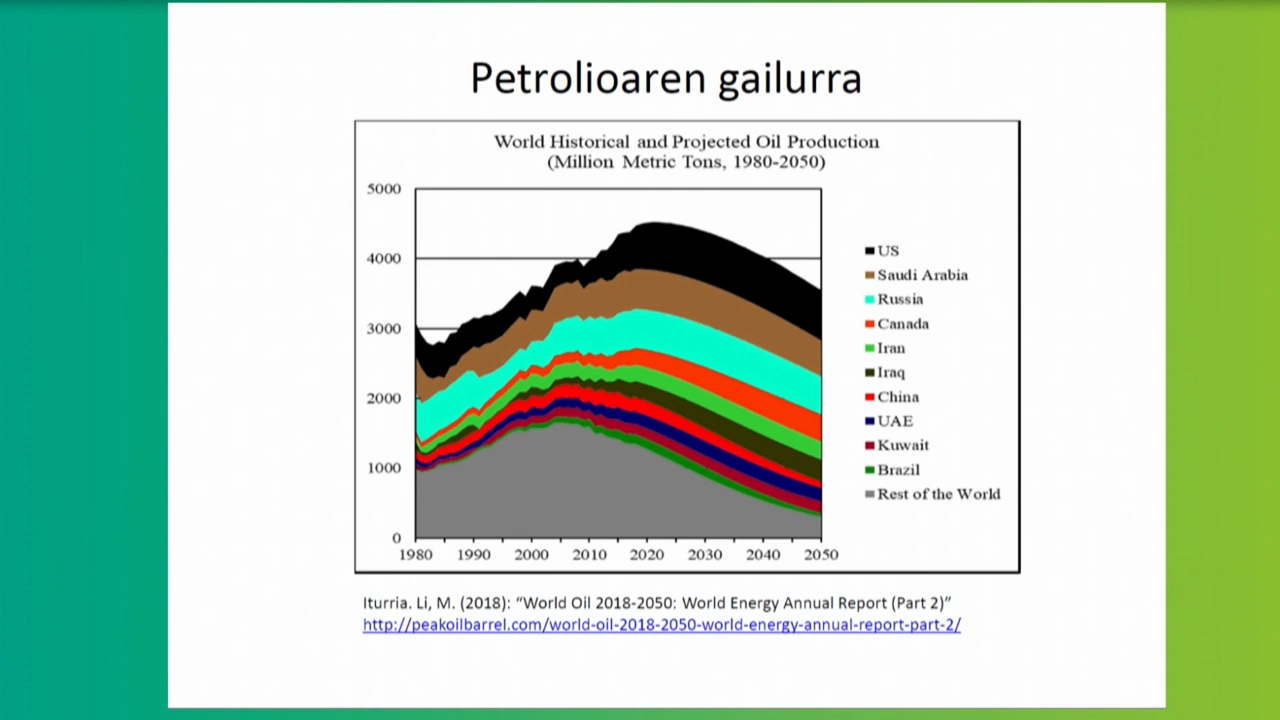 Petrolioaren gailurra
World Historical and Projected Oil Production
(Million Metric Tons, 1980-2050)
5000
4000
3000
2000
1000
0
1980 1990 2000 2010 2020 2030 2040 2050
US
Saudi Arabia
Russia
Canada
Iran
Iraq
China
UAE
Kuwait
Brazil
Rest of the World
Iturria. Li, M. (2018): “World Oil 2018-2050: World Energy Annual Report (Part 2)”
http://peakoilbarrel.com/world-oil-2018-2050-world-energy-annual-report-part-2/